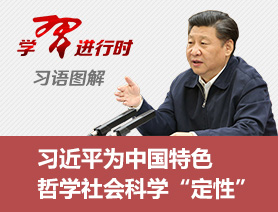 学习进行时
习语图解
习近平为中国特色
哲学社会科学“定性”